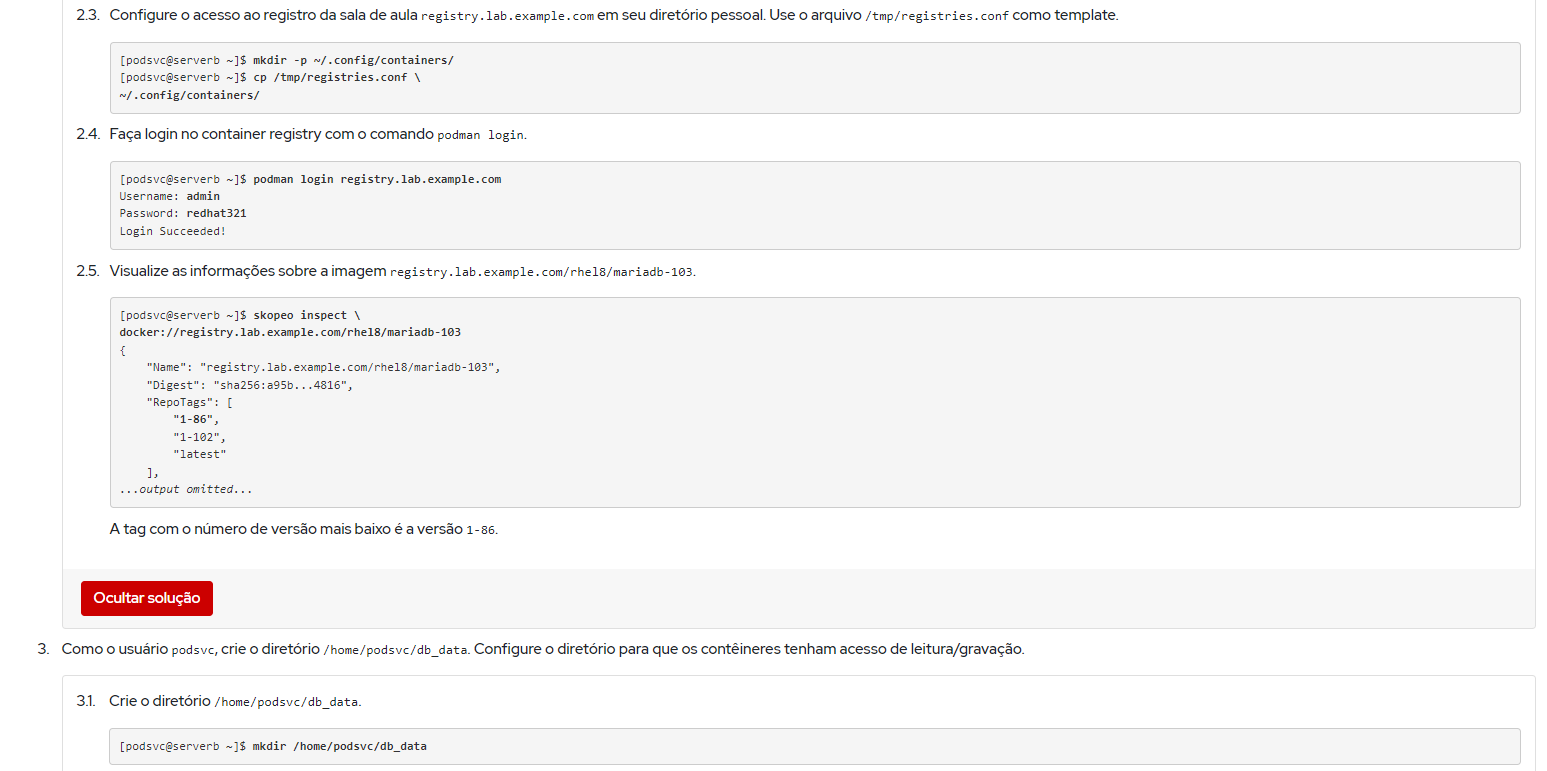 2.3. Configure o acesso ao registro da sala de aula registry.lab.example.com em seu diretório pessoal. Use o arquivo /tmp/registries.conf como template.
[podsvc@serverb ~]$ mkdir -p ~/.config/containers/
[podsvc@serverb ~]$ cp /tmp/registries.conf \
~/.config/containers/
2.4. Faça login no container registry com o comando podman login.
[podsvc@serverb ~]$ podman login registry.lab.example.com
Username: admin
Password: redhat321
Login Succeeded!
2.5. Visualize as informações sobre a imagem registry.lab.example.com/rhel8/mariadb-103.
[podsvc@serverb ~]$ skopeo inspect \
docker://registry.lab.example.com/rhel8/mariadb-103
{
    "Name": "registry.lab.example.com/rhel8/mariadb-103",
    "Digest": "sha256:a95b...4816",
    "RepoTags": [
        "1-86",
        "1-102",
        "latest"
    ],
...output omitted...
A tag com o número de versão mais baixo é a versão 1-86.
Ocultar solução
3. Como o usuário podsvc, crie o diretório /home/podsvc/db_data. Configure o diretório para que os contêineres tenham acesso de leitura/gravação.
3.1. Crie o diretório /home/podsvc/db_data.
[podsvc@serverb ~]$ mkdir /home/podsvc/db_data